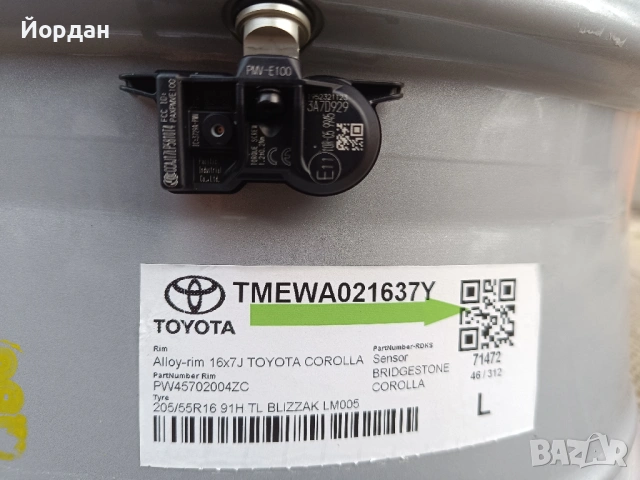 Йордан
PMV-E100
3A7D929
E11
TMEWA021637Y
TOYOTA
Rim
Alloy-rim 16x7J TOYOTA COROLLA
PartNumber Rim
PW45702004ZC
Tyre
205/55R16 91H TL BLIZZAK LM005
PartNumber-RDKS
Sensor
BRIDGESTONE
COROLLA
71472
46 / 312
L
BAZAR